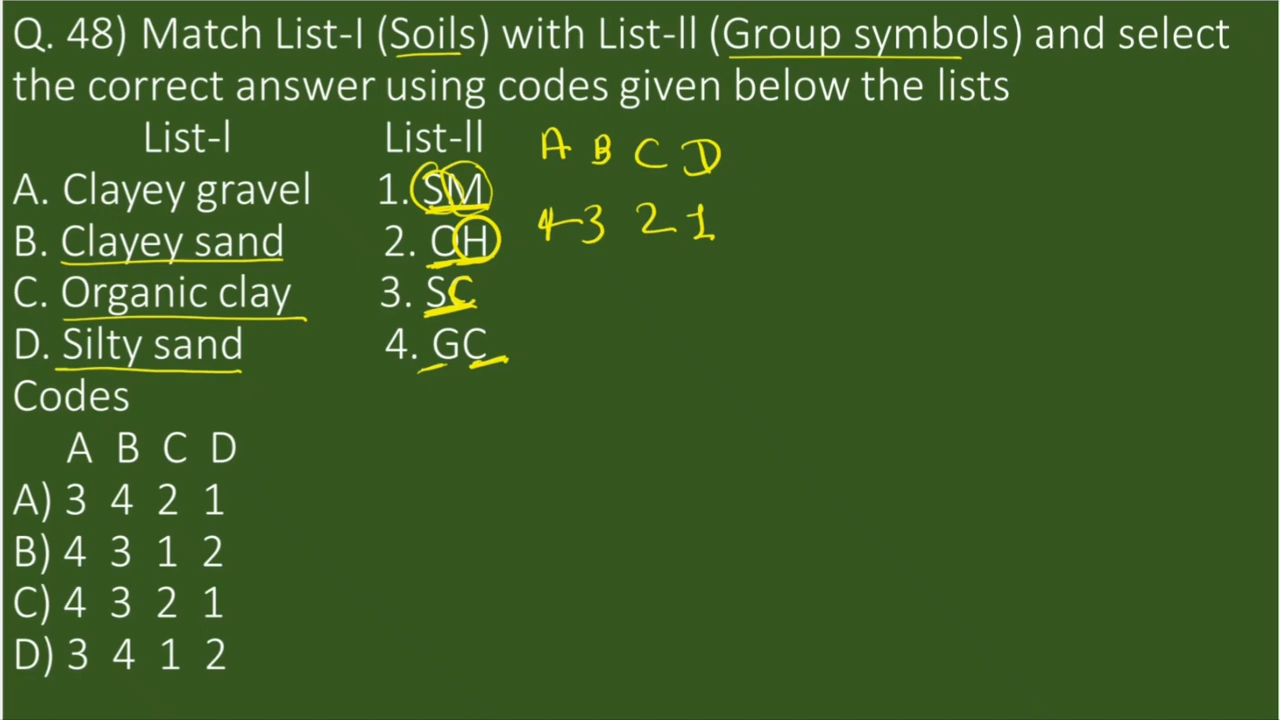 Q. 48) Match List-I (Soils) with List-II (Group symbols) and select
the correct answer using codes given below the lists
List-I List-II
A B C D
A. Clayey gravel 1. SM
4 3 2 1
B. Clayey sand 2. OH
C. Organic clay 3. SC
D. Silty sand 4. GC
Codes
A B C D
A) 3 4 2 1
B) 4 3 1 2
C) 4 3 2 1
D) 3 4 1 2